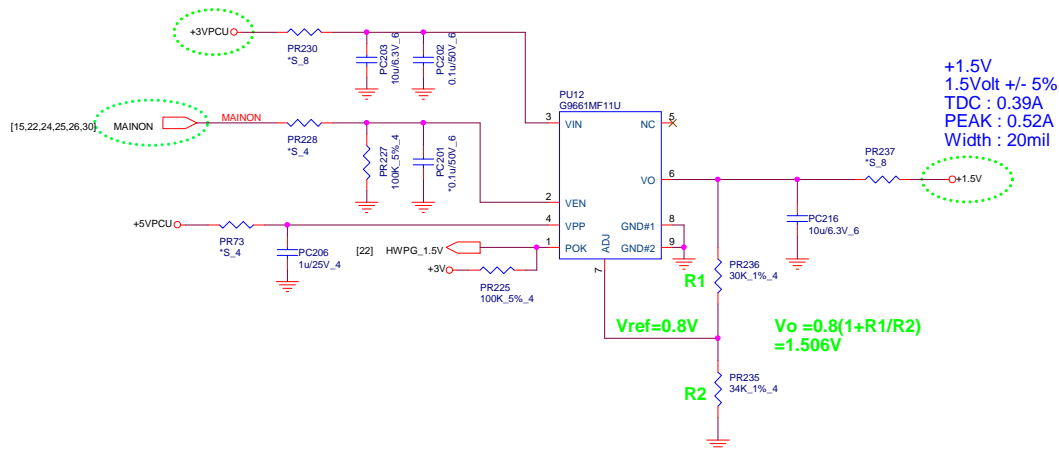 +3VPCU
PR230
*S_8
PC203
10u/6.3V_6
PC202
0.1u/50V_6
[15,22,24,25,26,30]
MAINON
MAINON
PR228
*S_4
PR227
100K_5%_4
PC201
*0.1u/50V_6
+5VPCU
PR73
*S_4
PC206
1u/25V_4
[22]
HWPG_1.5V
+3V
PR225
100K_5%_4
PU12
G9661MF11U
3
VIN
NC
5
2
VEN
VO
6
4
VPP
GND#1
8
1
POK
GND#2
9
ADJ
7
PR237
*S_8
+1.5V
PC216
10u/6.3V_6
+1.5V
1.5Volt +/- 5%
TDC : 0.39A
PEAK : 0.52A
Width : 20mil
R1
PR236
30K_1%_4
Vref=0.8V
Vo =0.8(1+R1/R2)
=1.506V
R2
PR235
34K_1%_4